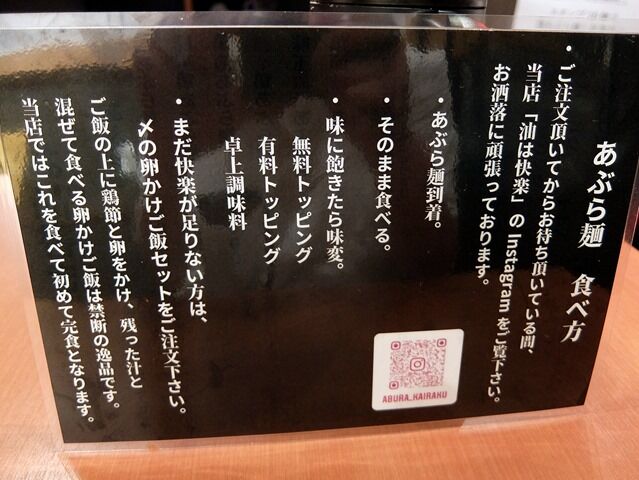 あぶら麺　食べ方
・ご注文頂いてからお待ち頂いている間、
当店「油は快楽」のInstagramをご覧下さい。
お洒落に頑張っております。
・あぶら麺到着。
・そのまま食べる。
・味に飽きたら味変。
無料トッピング
有料トッピング
卓上調味料
・まだ快楽が足りない方は、
〆の卵かけご飯セットをご注文下さい。
ご飯の上に鶏節と卵をかけ、残った汁と
混ぜて食べる卵かけご飯は禁断の逸品です。
当店ではこれを食べて初めて完食となります。
ABURA_KAIRAKU